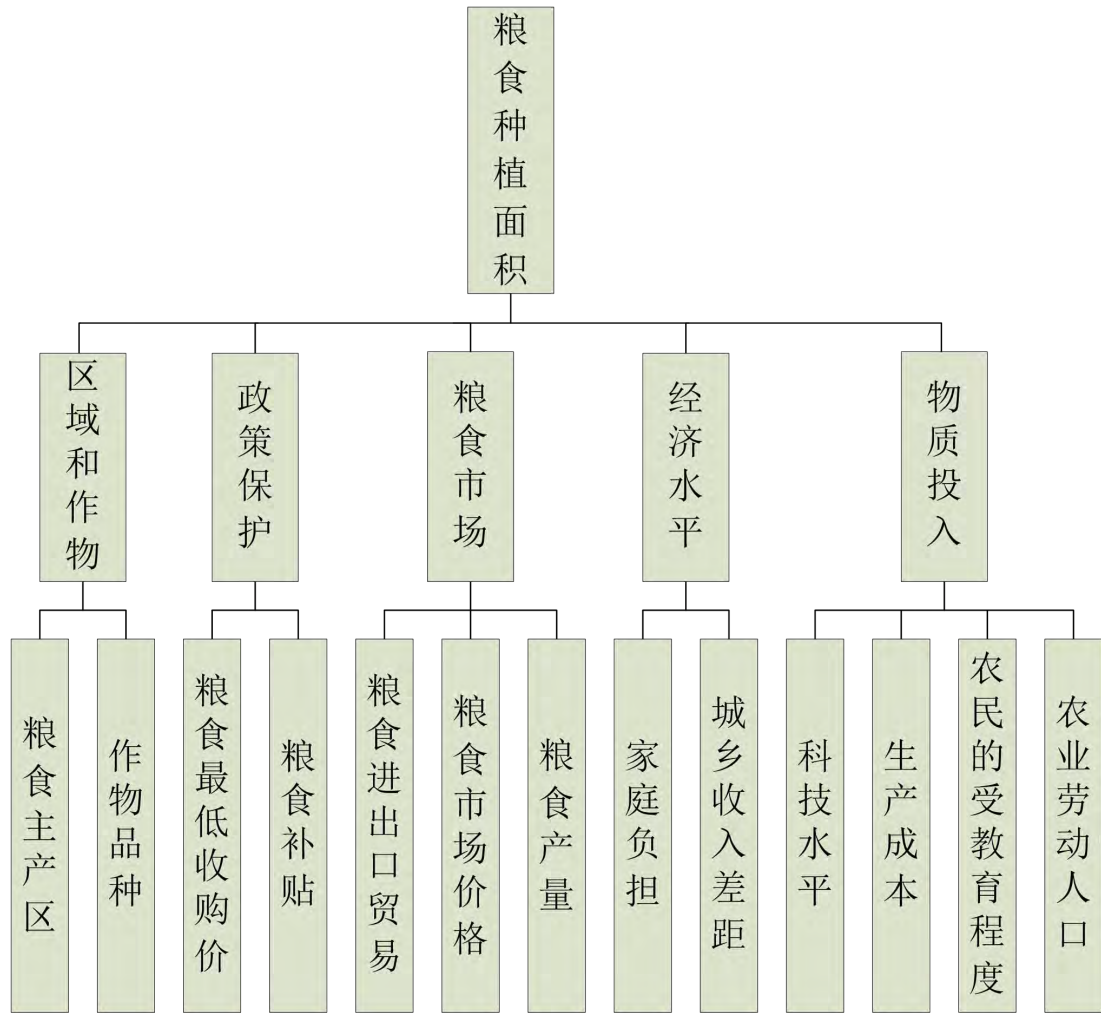 粮食种植面积
区域和作物
政策保护
粮食市场
经济水平
物质投入
粮食主产区
作物品种
粮食最低收购价
粮食补贴
粮食进出口贸易
粮食市场价格
粮食产量
家庭负担
城乡收入差距
科技水平
生产成本
农民的受教育程度
农业劳动人口